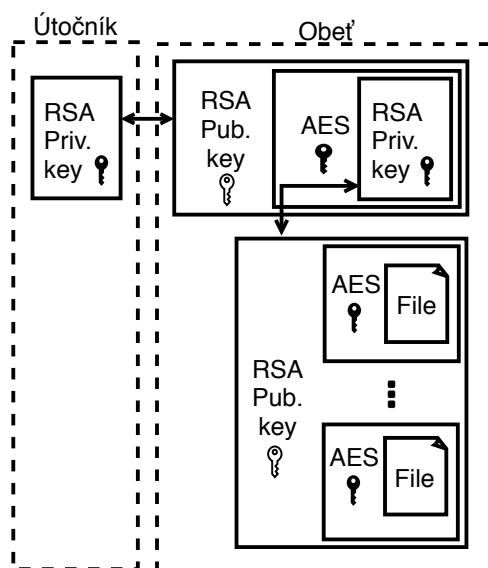 Útočník
Obeť
RSA
Priv.
key
RSA
Pub.
key
AES
RSA
Priv.
key
RSA
Pub.
key
AES
File
AES
File